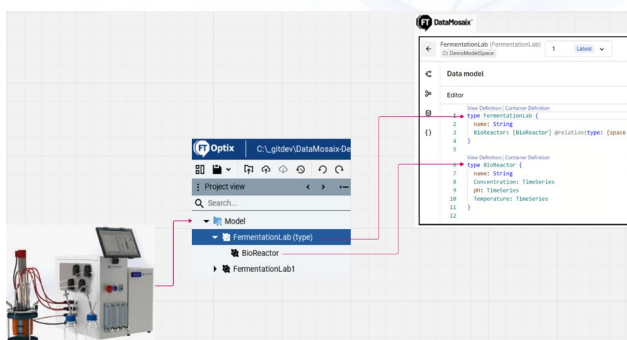 FT DataMosaix
FermentationLab (FermentationLab)
DemoModelSpace
1 Latest
Data model
Editor
View Definition | Container Definition
1 type FermentationLab {
2 name: String
3 BioReactor: [BioReactor] @relation(type: {space
4 }
5
View Definition | Container Definition
6 type BioReactor {
7 name: String
8 Concentration: TimeSeries
9 pH: TimeSeries
10 Temperature: TimeSeries
11 }
12
FT Optix C:\_gitdev\DataMosaix-De
Project view
Search...
Model
FermentationLab (type)
BioReactor
FermentationLab1